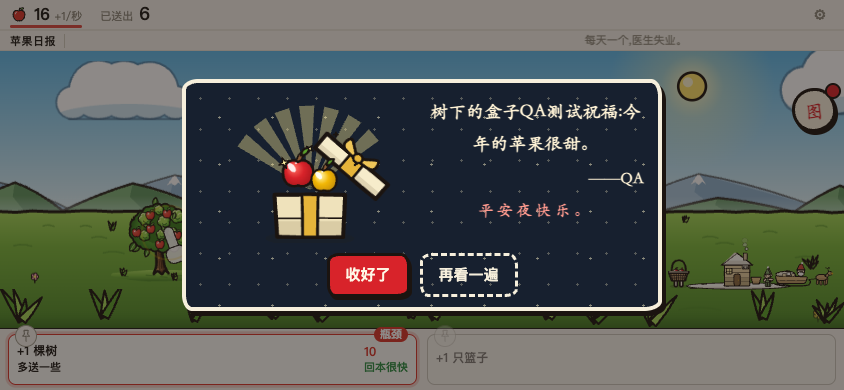 16 +1/秒 已送出 6
苹果日报
每天一个,医生失业。
图
树下的盒子QA测试祝福:今
年的苹果很甜。
——QA
平安夜快乐。
收好了 再看一遍
瓶颈
+1 棵树 10
多送一些 回本很快
+1 只篮子